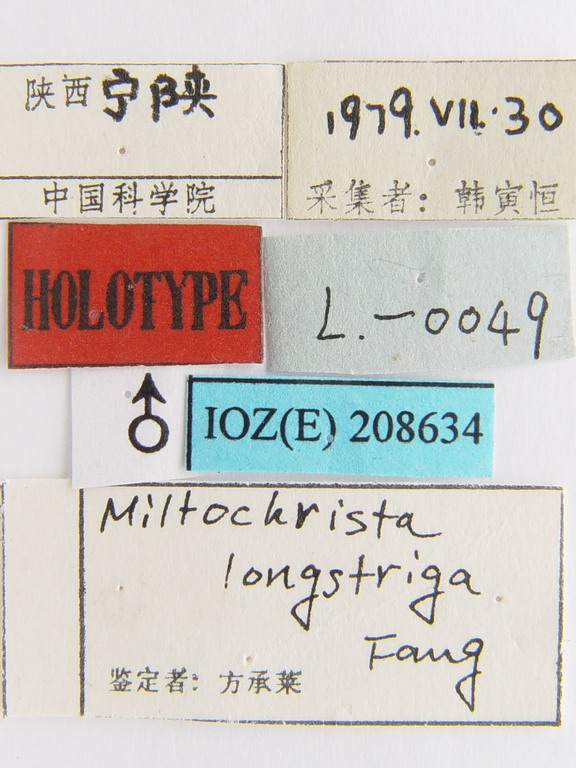 陕西 宁陕
中国科学院
1979.VII.30
采集者：韩寅恒
HOLOTYPE
L.-0049
♂
IOZ(E) 208634
Miltochrista
longstriga
Fang
鉴定者：方承莱